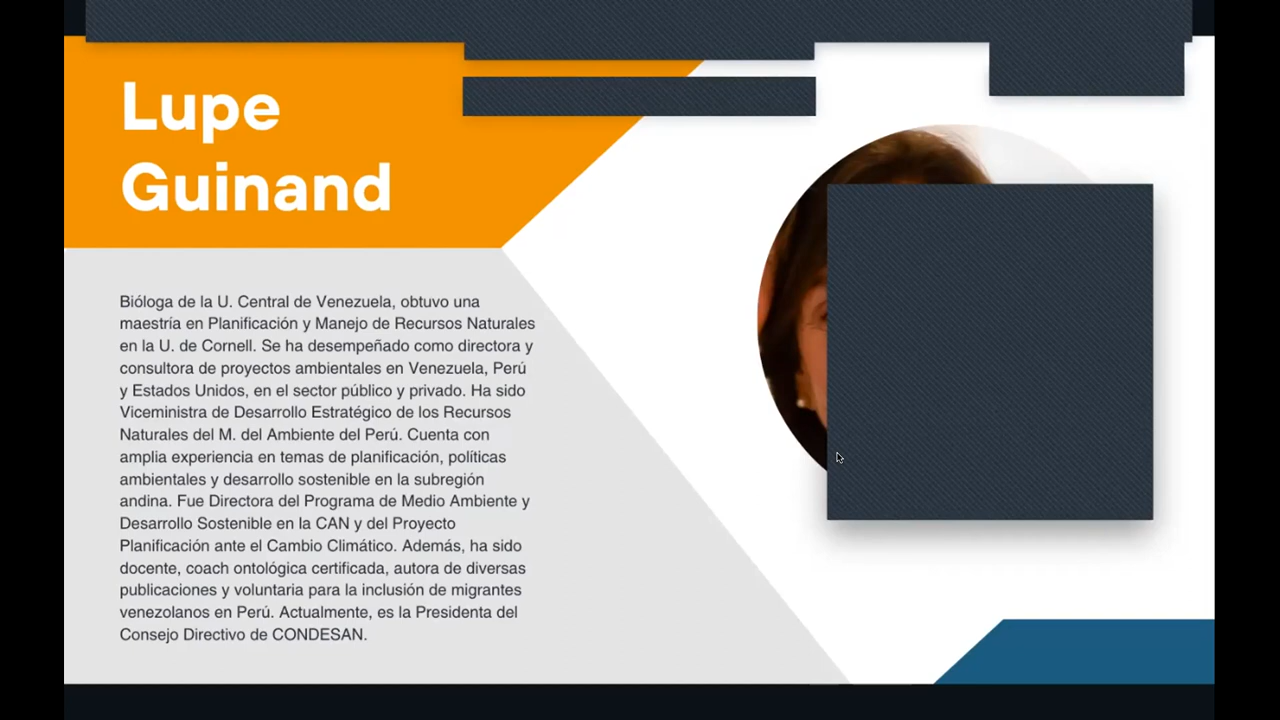 Lupe
Guinand
Bióloga de la U. Central de Venezuela, obtuvo una
maestría en Planificación y Manejo de Recursos Naturales
en la U. de Cornell. Se ha desempeñado como directora y
consultora de proyectos ambientales en Venezuela, Perú
y Estados Unidos, en el sector público y privado. Ha sido
Viceministra de Desarrollo Estratégico de los Recursos
Naturales del M. del Ambiente del Perú. Cuenta con
amplia experiencia en temas de planificación, políticas
ambientales y desarrollo sostenible en la subregión
andina. Fue Directora del Programa de Medio Ambiente y
Desarrollo Sostenible en la CAN y del Proyecto
Planificación ante el Cambio Climático. Además, ha sido
docente, coach ontológica certificada, autora de diversas
publicaciones y voluntaria para la inclusión de migrantes
venezolanos en Perú. Actualmente, es la Presidenta del
Consejo Directivo de CONDESAN.